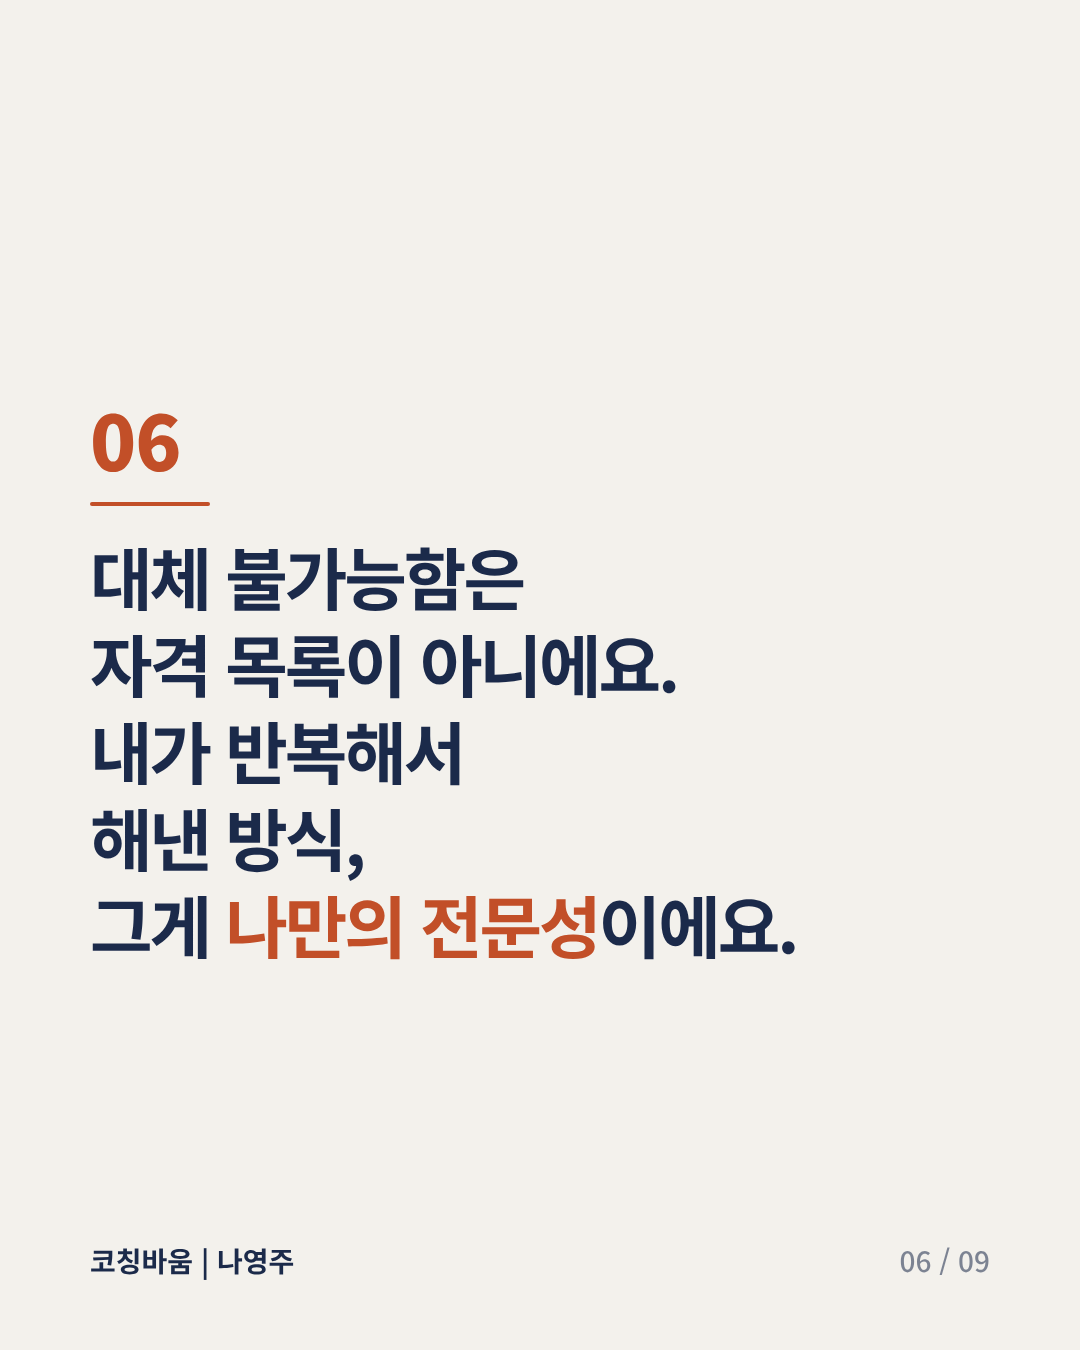 06
대체 불가능함은
자격 목록이 아니에요.
내가 반복해서
해낸 방식,
그게 나만의 전문성이에요.
코칭바움 | 나영주
06 / 09